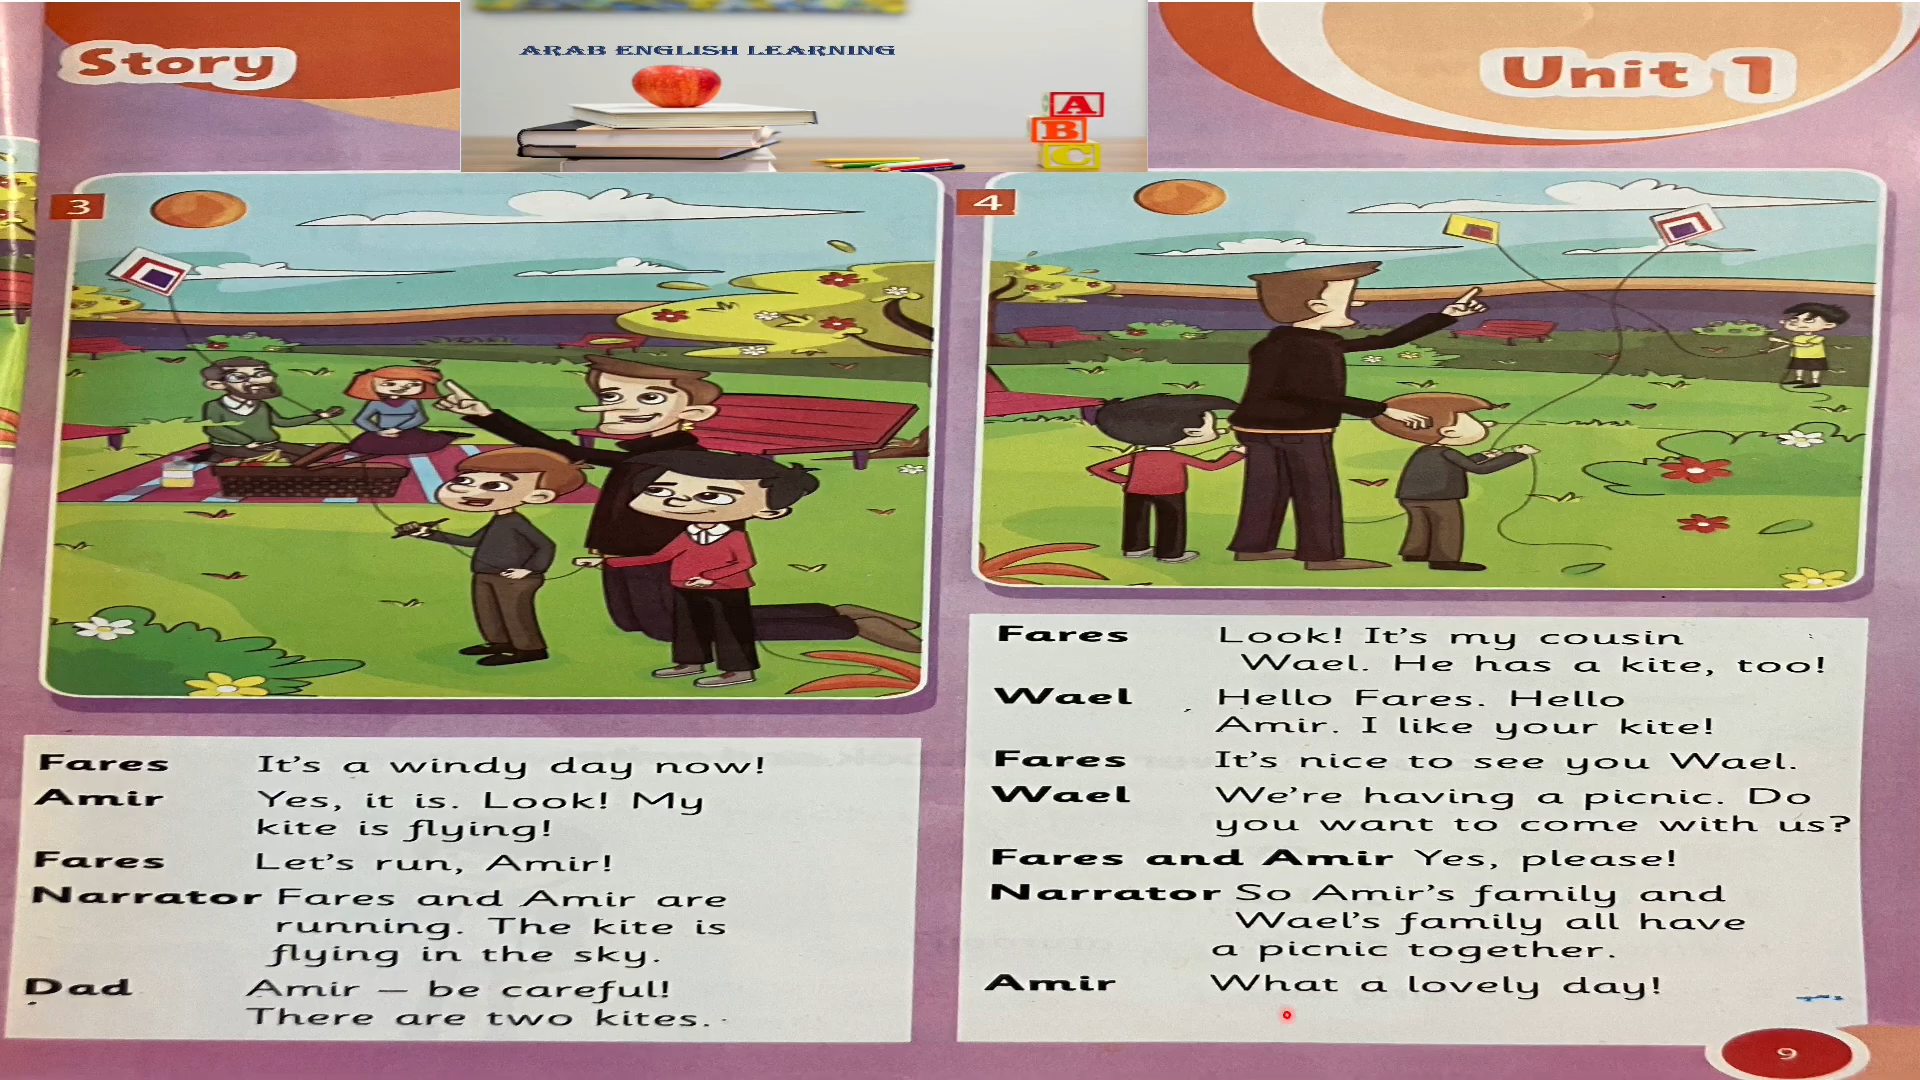 Story
ARAB ENGLISH LEARNING
A
B
C
Unit 1
3
Fares It's a windy day now!
Amir Yes, it is. Look! My
kite is flying!
Fares Let's run, Amir!
Narrator Fares and Amir are
running. The kite is
flying in the sky.
Dad Amir – be careful!
There are two kites.
4
Fares Look! It's my cousin
Wael. He has a kite, too!
Wael Hello Fares. Hello
Amir. I like your kite!
Fares It's nice to see you Wael.
Wael We're having a picnic. Do
you want to come with us?
Fares and Amir Yes, please!
Narrator So Amir's family and
Wael's family all have
a picnic together.
Amir What a lovely day!
9